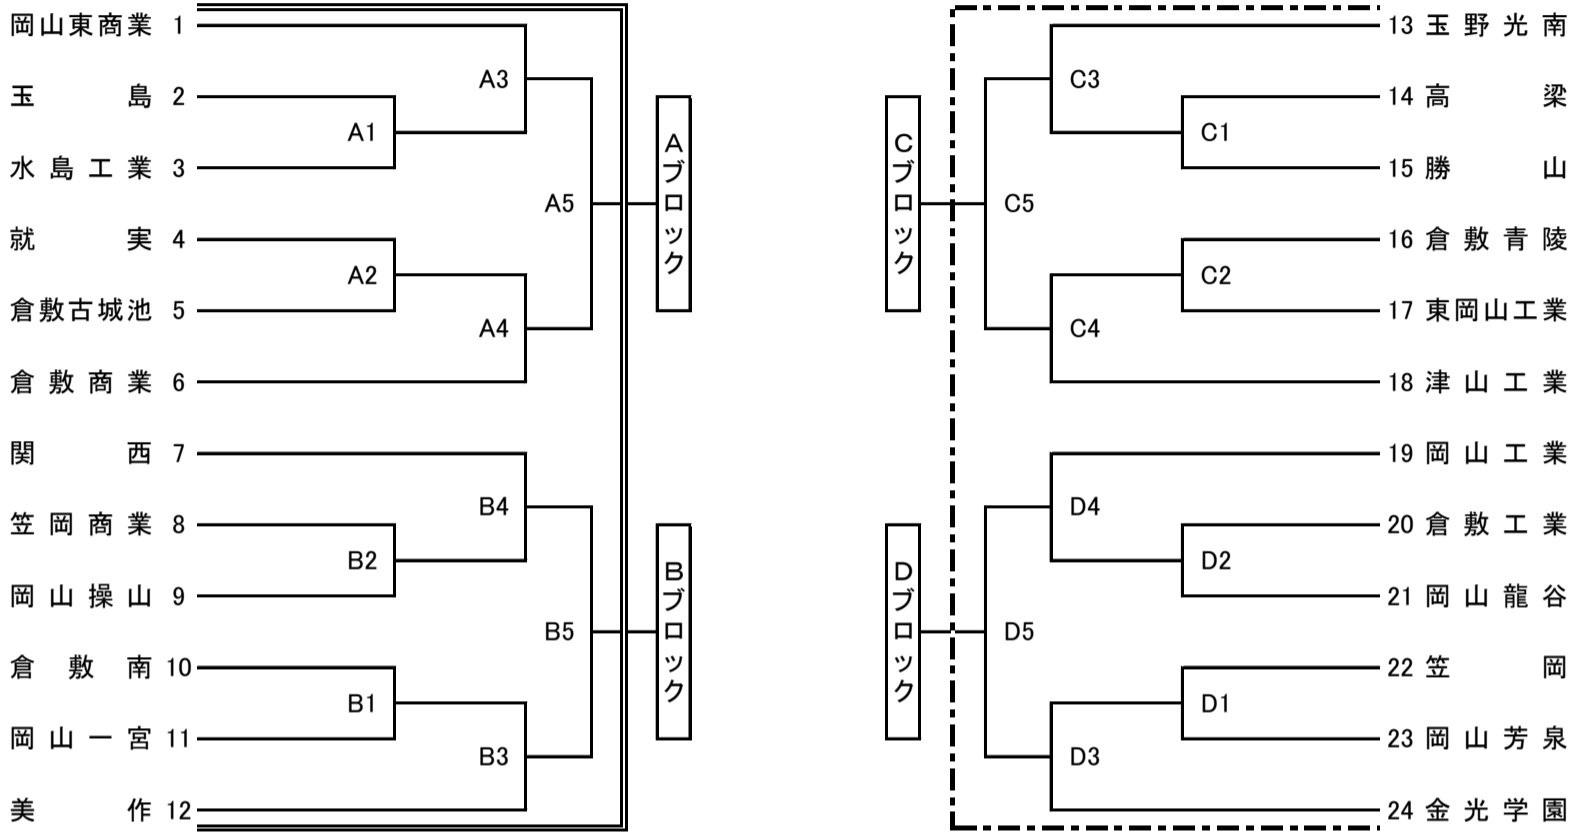 岡山東商業 1
玉島 2
水島工業 3
就実 4
倉敷古城池 5
倉敷商業 6
関西 7
笠岡商業 8
岡山操山 9
倉敷南 10
岡山一宮 11
美作 12
A3
A1
A5
A2
A4
B4
B2
B5
B1
B3
Aブロック
Bブロック
Cブロック
Dブロック
C3
C1
C5
C2
C4
D4
D2
D5
D1
D3
13 玉野光南
14 高梁
15 勝山
16 倉敷青陵
17 東岡山工業
18 津山工業
19 岡山工業
20 倉敷工業
21 岡山龍谷
22 笠岡
23 岡山芳泉
24 金光学園